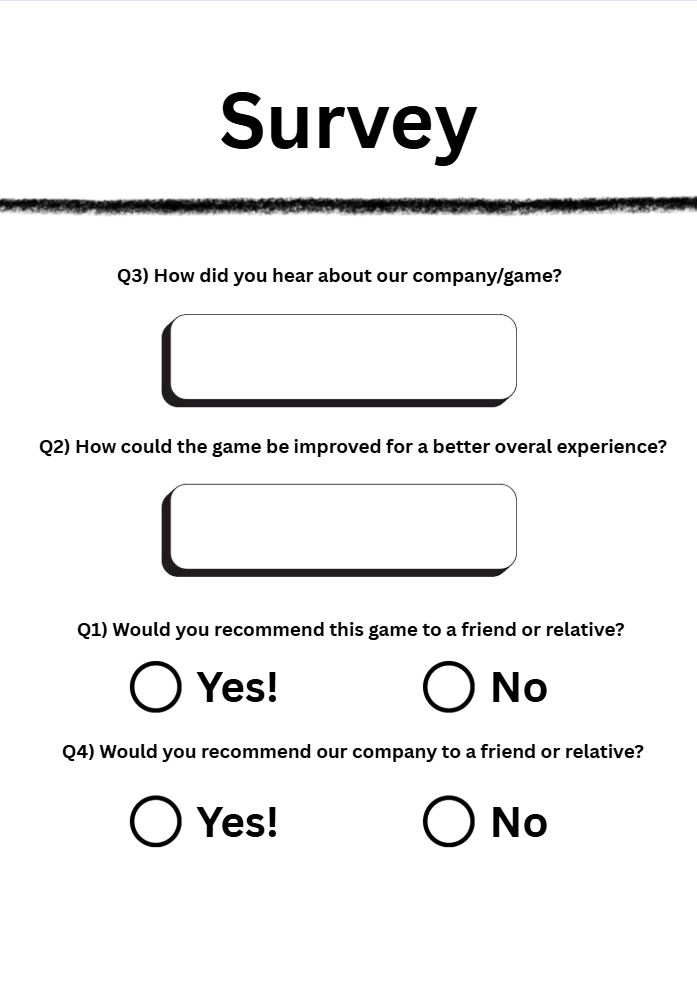 Survey
Q3) How did you hear about our company/game?
Q2) How could the game be improved for a better overal experience?
Q1) Would you recommend this game to a friend or relative?
Yes! No
Q4) Would you recommend our company to a friend or relative?
Yes! No